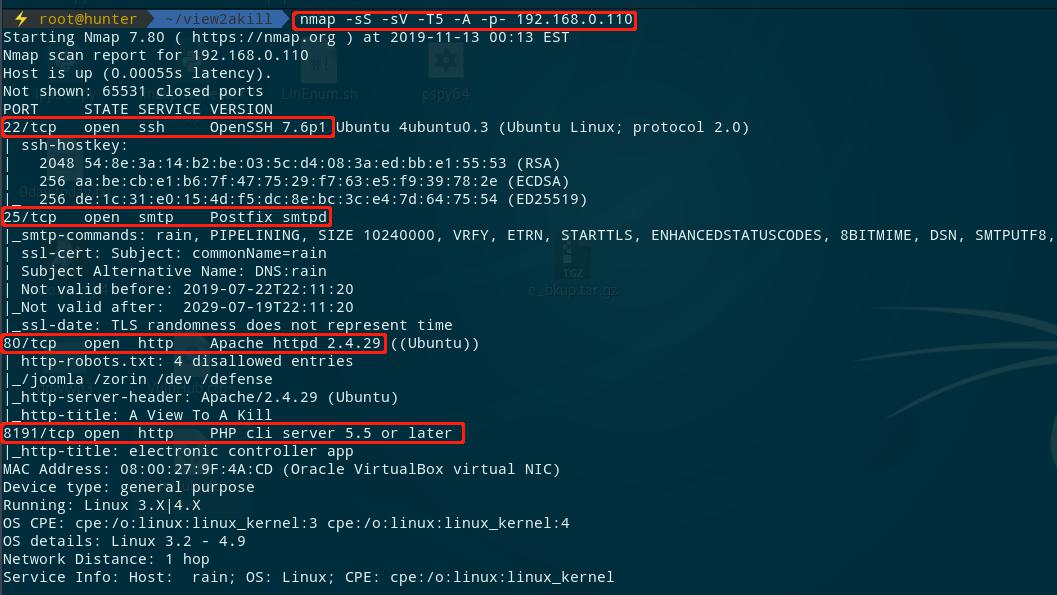 root@hunter ~/view2akill nmap -sS -sV -T5 -A -p- 192.168.0.110
Starting Nmap 7.80 ( https://nmap.org ) at 2019-11-13 00:13 EST
Nmap scan report for 192.168.0.110
Host is up (0.00055s latency).
Not shown: 65531 closed ports
LinEnum.sh pspy64
PORT     STATE SERVICE VERSION
22/tcp   open  ssh     OpenSSH 7.6p1 Ubuntu 4ubuntu0.3 (Ubuntu Linux; protocol 2.0)
| ssh-hostkey:
|   2048 54:8e:3a:14:b2:be:03:5c:d4:08:3a:ed:bb:e1:55:53 (RSA)
|   256 aa:be:cb:e1:b6:7f:47:75:29:f7:63:e5:f9:39:78:2e (ECDSA)
|_  256 de:1c:31:e0:15:4d:f5:dc:8e:bc:3c:e4:7d:64:75:54 (ED25519)
25/tcp   open  smtp    Postfix smtpd
|_smtp-commands: rain, PIPELINING, SIZE 10240000, VRFY, ETRN, STARTTLS, ENHANCEDSTATUSCODES, 8BITMIME, DSN, SMTPUTF8,
| ssl-cert: Subject: commonName=rain
| Subject Alternative Name: DNS:rain
TGZ
| Not valid before: 2019-07-22T22:11:20
e_bkup.tar.gz
|_Not valid after:  2029-07-19T22:11:20
|_ssl-date: TLS randomness does not represent time
80/tcp   open  http    Apache httpd 2.4.29 ((Ubuntu))
| http-robots.txt: 4 disallowed entries
|_/joomla /zorin /dev /defense
|_http-server-header: Apache/2.4.29 (Ubuntu)
|_http-title: A View To A Kill
8191/tcp open  http    PHP cli server 5.5 or later
|_http-title: electronic controller app
MAC Address: 08:00:27:9F:4A:CD (Oracle VirtualBox virtual NIC)
Device type: general purpose
Running: Linux 3.X|4.X
OS CPE: cpe:/o:linux:linux_kernel:3 cpe:/o:linux:linux_kernel:4
OS details: Linux 3.2 - 4.9
Network Distance: 1 hop
Service Info: Host:  rain; OS: Linux; CPE: cpe:/o:linux:linux_kernel